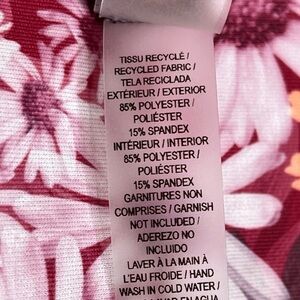 TISSU RECYCLÉ /
RECYCLED FABRIC /
TELA RECICLADA
EXTÉRIEUR / EXTERIOR
85% POLYESTER /
POLIÉSTER
15% SPANDEX
INTÉRIEUR / INTERIOR
85% POLYESTER /
POLIÉSTER
15% SPANDEX
GARNITURES NON
COMPRISES / GARNISH
NOT INCLUDED /
ADEREZO NO
INCLUIDO
LAVER À LA MAIN À
L'EAU FROIDE / HAND
WASH IN COLD WATER /
EN AGUA